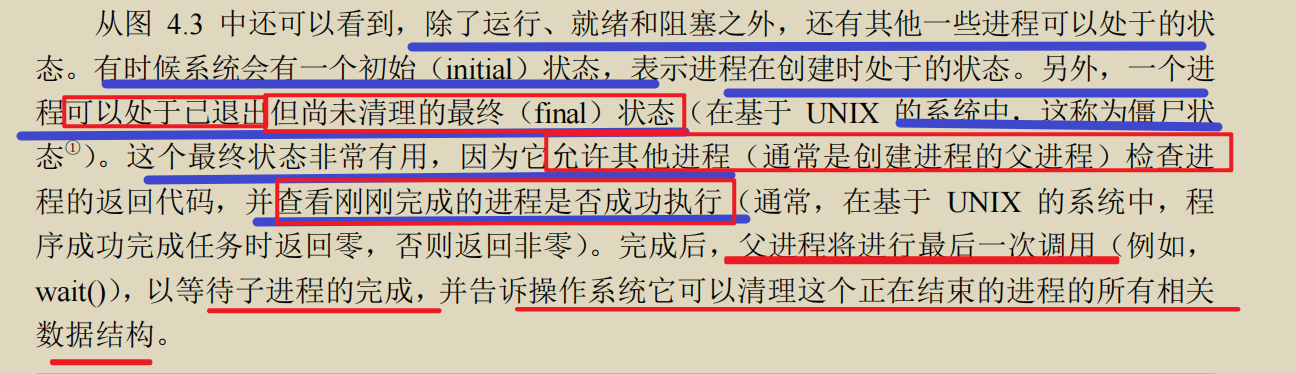 从图 4.3 中还可以看到，除了运行、就绪和阻塞之外，还有其他一些进程可以处于的状
态。有时候系统会有一个初始（initial）状态，表示进程在创建时处于的状态。另外，一个进
程可以处于已退出但尚未清理的最终（final）状态（在基于 UNIX 的系统中，这称为僵尸状
态①）。这个最终状态非常有用，因为它允许其他进程（通常是创建进程的父进程）检查进
程的返回代码，并查看刚刚完成的进程是否成功执行（通常，在基于 UNIX 的系统中，程
序成功完成任务时返回零，否则返回非零）。完成后，父进程将进行最后一次调用（例如，
wait()），以等待子进程的完成，并告诉操作系统它可以清理这个正在结束的进程的所有相关
数据结构。